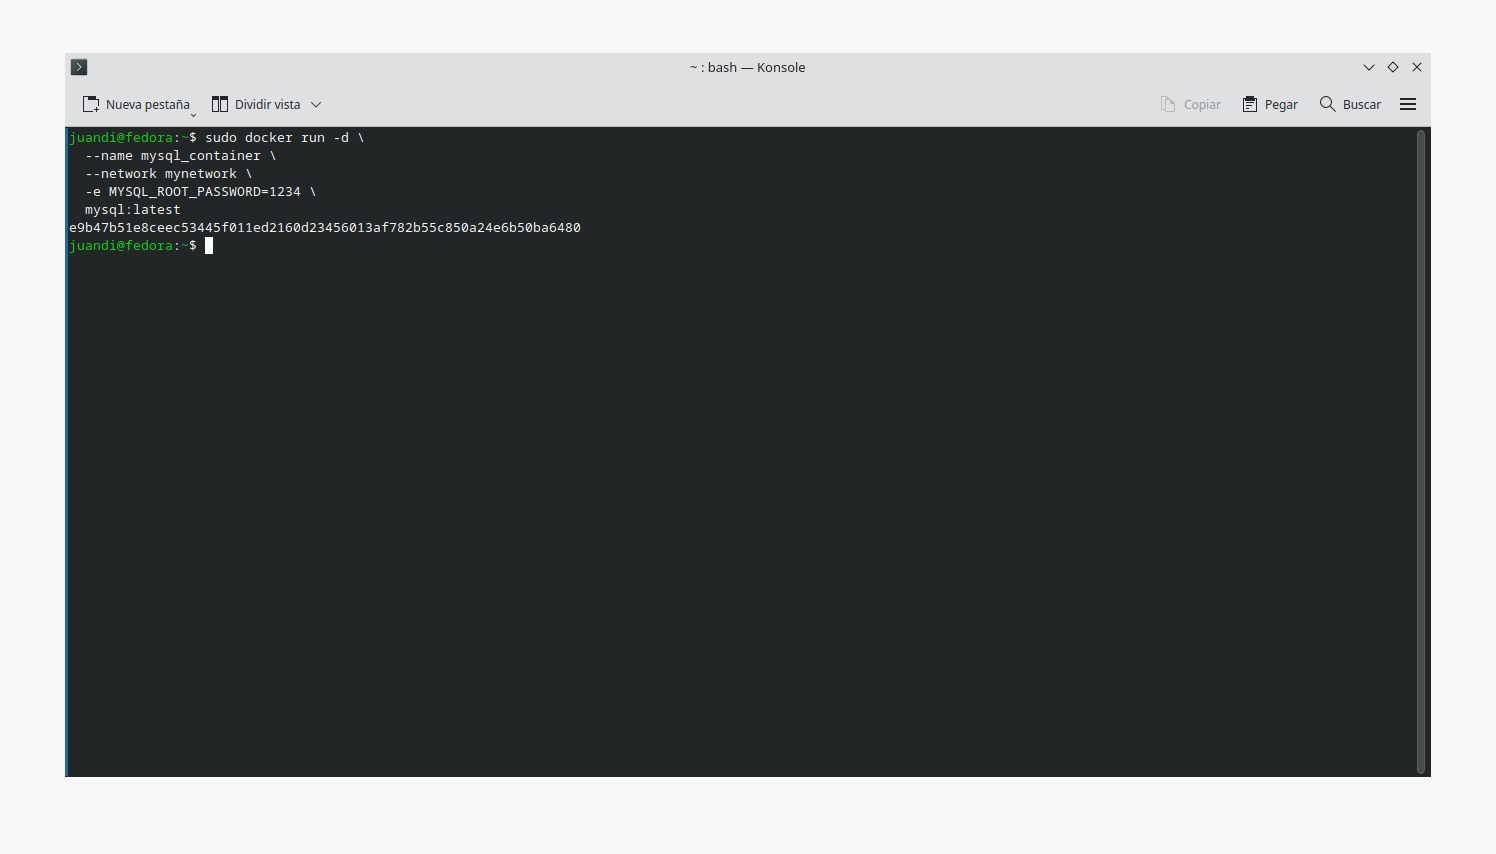 ~ : bash — Konsole
Nueva pestaña Dividir vista Copiar Pegar Buscar
juandi@fedora:~$ sudo docker run -d \
--name mysql_container \
--network mynetwork \
-e MYSQL_ROOT_PASSWORD=1234 \
mysql:latest
e9b47b51e8ceec53445f011ed2160d23456013af782b55c850a24e6b50ba6480
juandi@fedora:~$